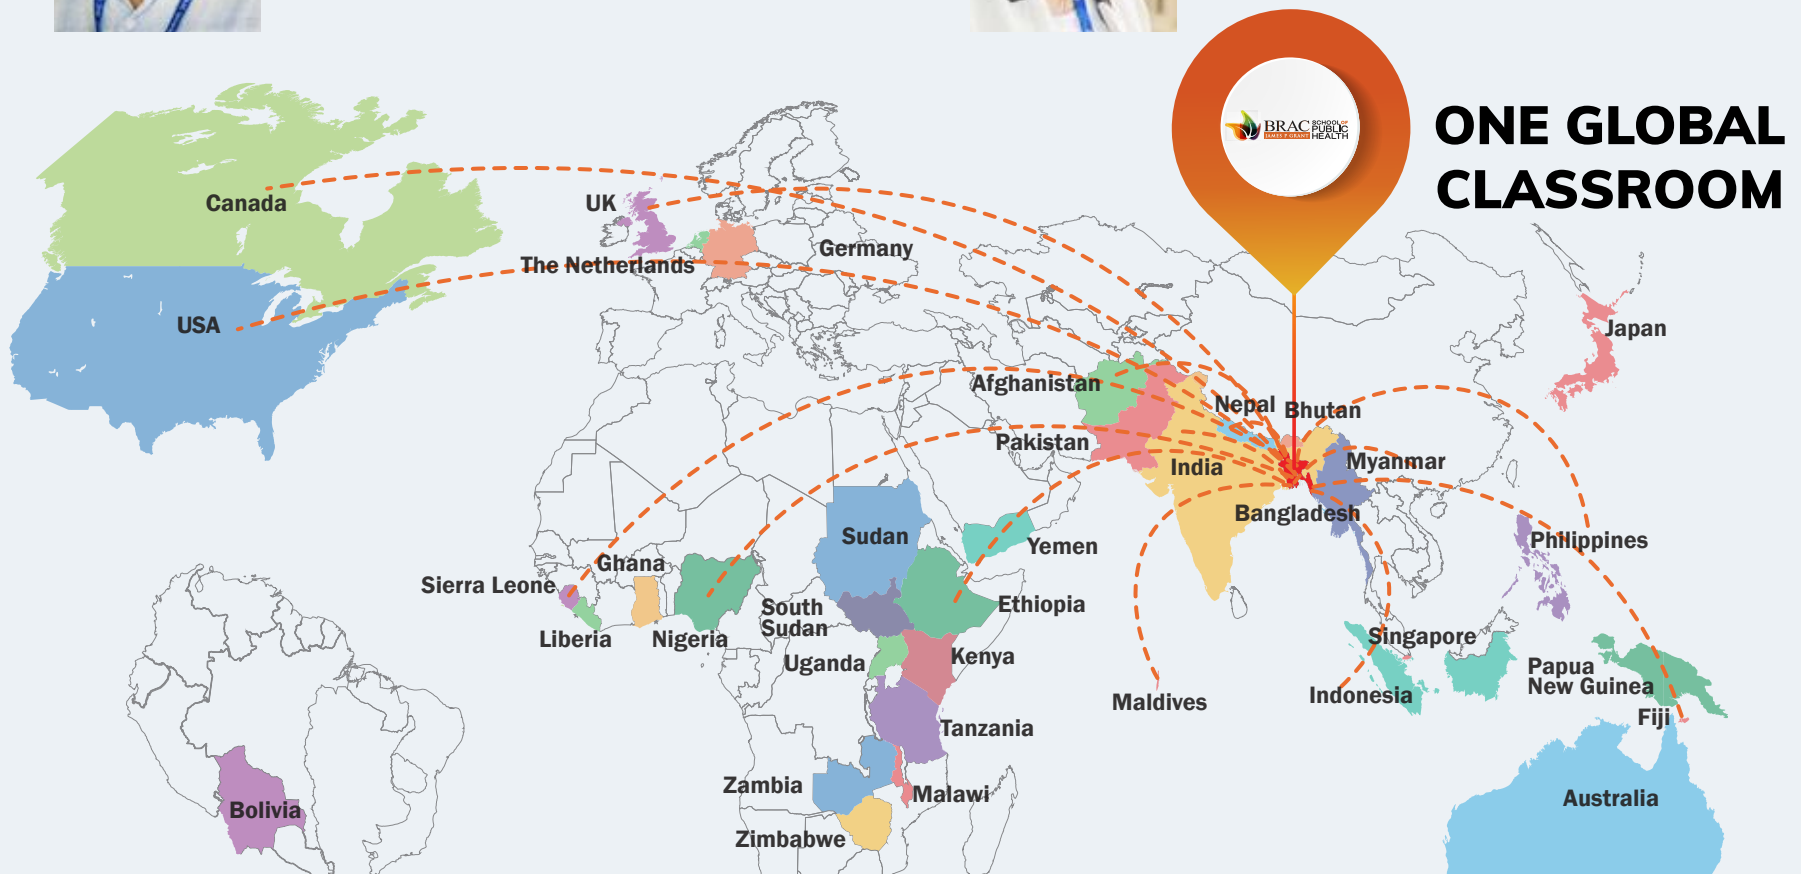 BRAC
JAMES P GRANT
SCHOOL OF
PUBLIC
HEALTH
ONE GLOBAL
CLASSROOM
Canada
UK
Germany
The Netherlands
USA
Japan
Afghanistan
Nepal
Bhutan
Pakistan
India
Myanmar
Bangladesh
Sudan
Yemen
Philippines
Ghana
Sierra Leone
Liberia
Nigeria
South
Sudan
Ethiopia
Uganda
Kenya
Singapore
Papua
New Guinea
Maldives
Indonesia
Fiji
Tanzania
Zambia
Malawi
Bolivia
Australia
Zimbabwe